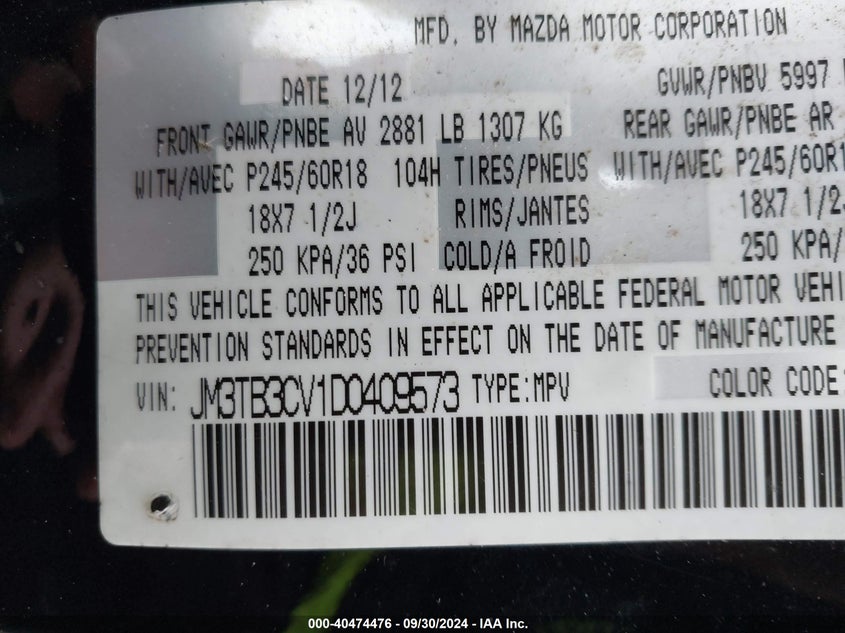 MFD. BY MAZDA MOTOR CORPORATION
DATE 12/12 GVWR/PNBV 5997
FRONT GAWR/PNBE AV 2881 LB 1307 KG REAR GAWR/PNBE AR
WITH/AVEC P245/60R18 104H TIRES/PNEUS WITH/AVEC P245/60R1
18X7 1/2J RIMS/JANTES 18X7 1/2J
250 KPA/36 PSI COLD/A FROID 250 KPA/
THIS VEHICLE CONFORMS TO ALL APPLICABLE FEDERAL MOTOR VEHI
PREVENTION STANDARDS IN EFFECT ON THE DATE OF MANUFACTURE
VIN: JM3TB3CV1D0409573 TYPE:MPV COLOR CODE:
000-40474476 - 09/30/2024 - IAA Inc.